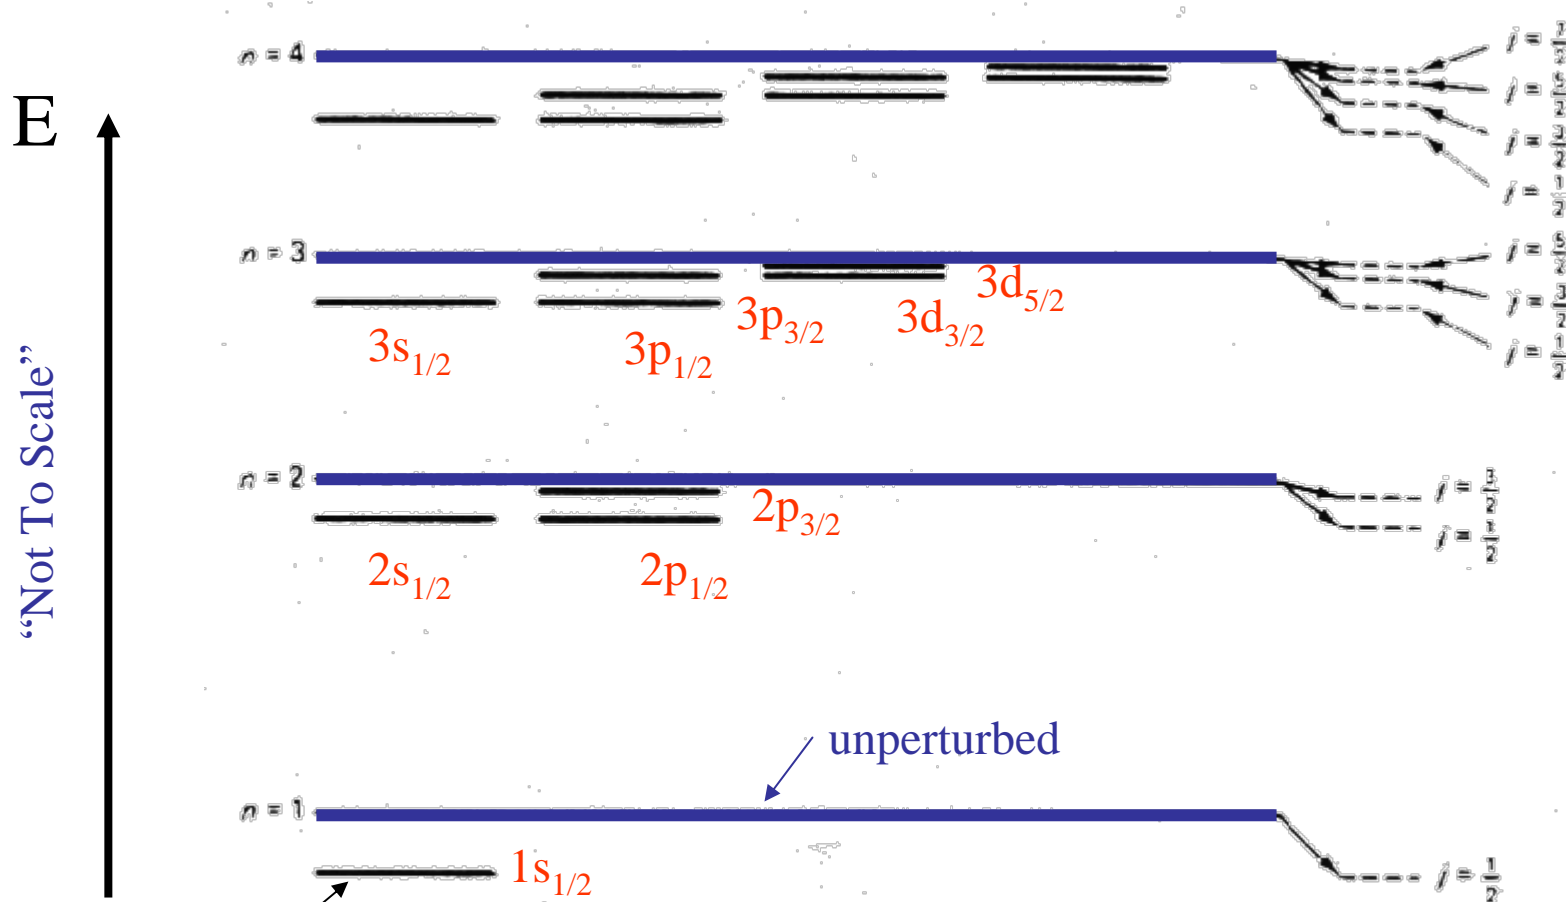 n = 4
j = 7/2
E
j = 5/2
j = 3/2
j = 1/2
n = 3
j = 5/2
3d5/2
3p3/2
3d3/2
j = 3/2
3s1/2
3p1/2
j = 1/2
"Not To Scale"
n = 2
j = 3/2
2p3/2
j = 1/2
2s1/2
2p1/2
unperturbed
n = 1
1s1/2
j = 1/2